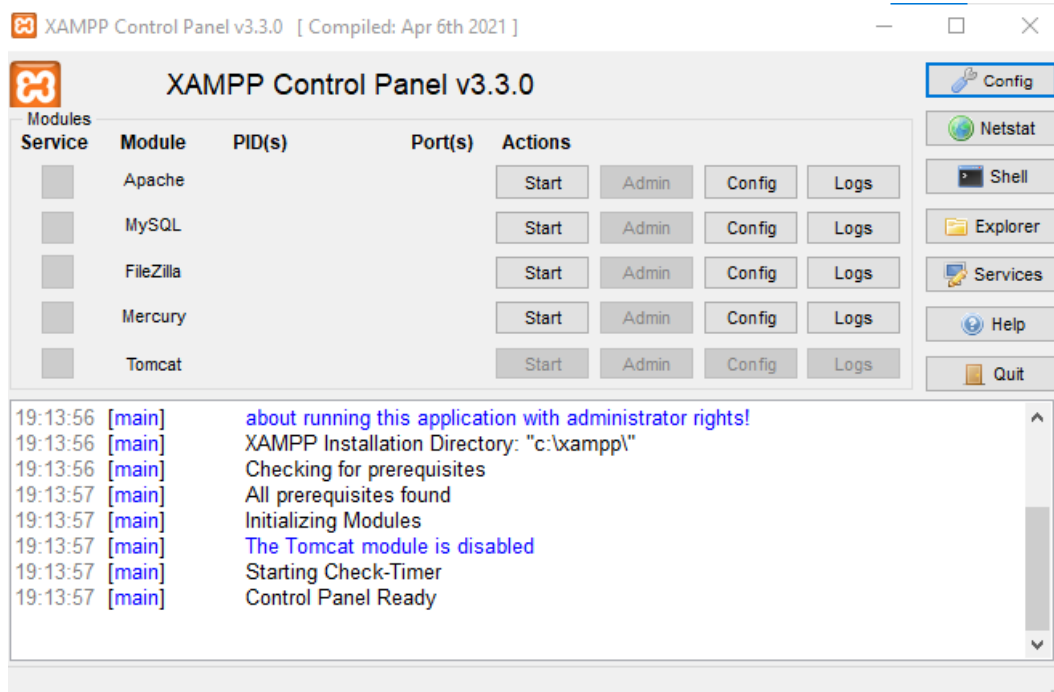 XAMPP Control Panel v3.3.0 [ Compiled: Apr 6th 2021 ]
XAMPP Control Panel v3.3.0
Config
Modules
Netstat
Service Module PID(s) Port(s) Actions
Apache Start Admin Config Logs
Shell
MySQL Start Admin Config Logs
Explorer
FileZilla Start Admin Config Logs
Services
Mercury Start Admin Config Logs
Help
Tomcat Start Admin Config Logs
Quit
19:13:56 [main] about running this application with administrator rights!
19:13:56 [main] XAMPP Installation Directory: "c:\xampp\"
19:13:56 [main] Checking for prerequisites
19:13:57 [main] All prerequisites found
19:13:57 [main] Initializing Modules
19:13:57 [main] The Tomcat module is disabled
19:13:57 [main] Starting Check-Timer
19:13:57 [main] Control Panel Ready